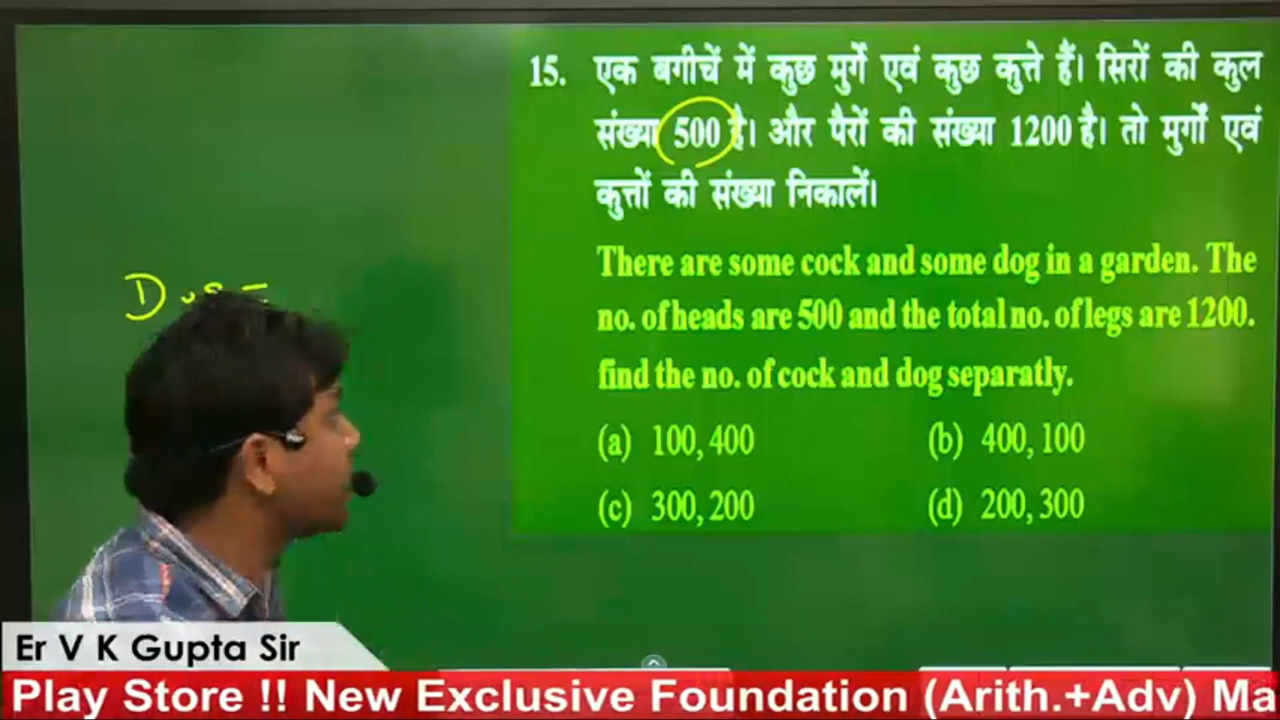 15. एक बगीचें में कुछ मुर्गे एवं कुछ कुत्ते हैं। सिरों की कुल
संख्या 500 है। और पैरों की संख्या 1200 है। तो मुर्गों एवं
कुत्तों की संख्या निकालें।
There are some cock and some dog in a garden. The
no. of heads are 500 and the total no. of legs are 1200.
find the no. of cock and dog separatly.
(a) 100, 400
(b) 400, 100
(c) 300, 200
(d) 200, 300
Er V K Gupta Sir
Play Store !! New Exclusive Foundation (Arith.+Adv) Ma